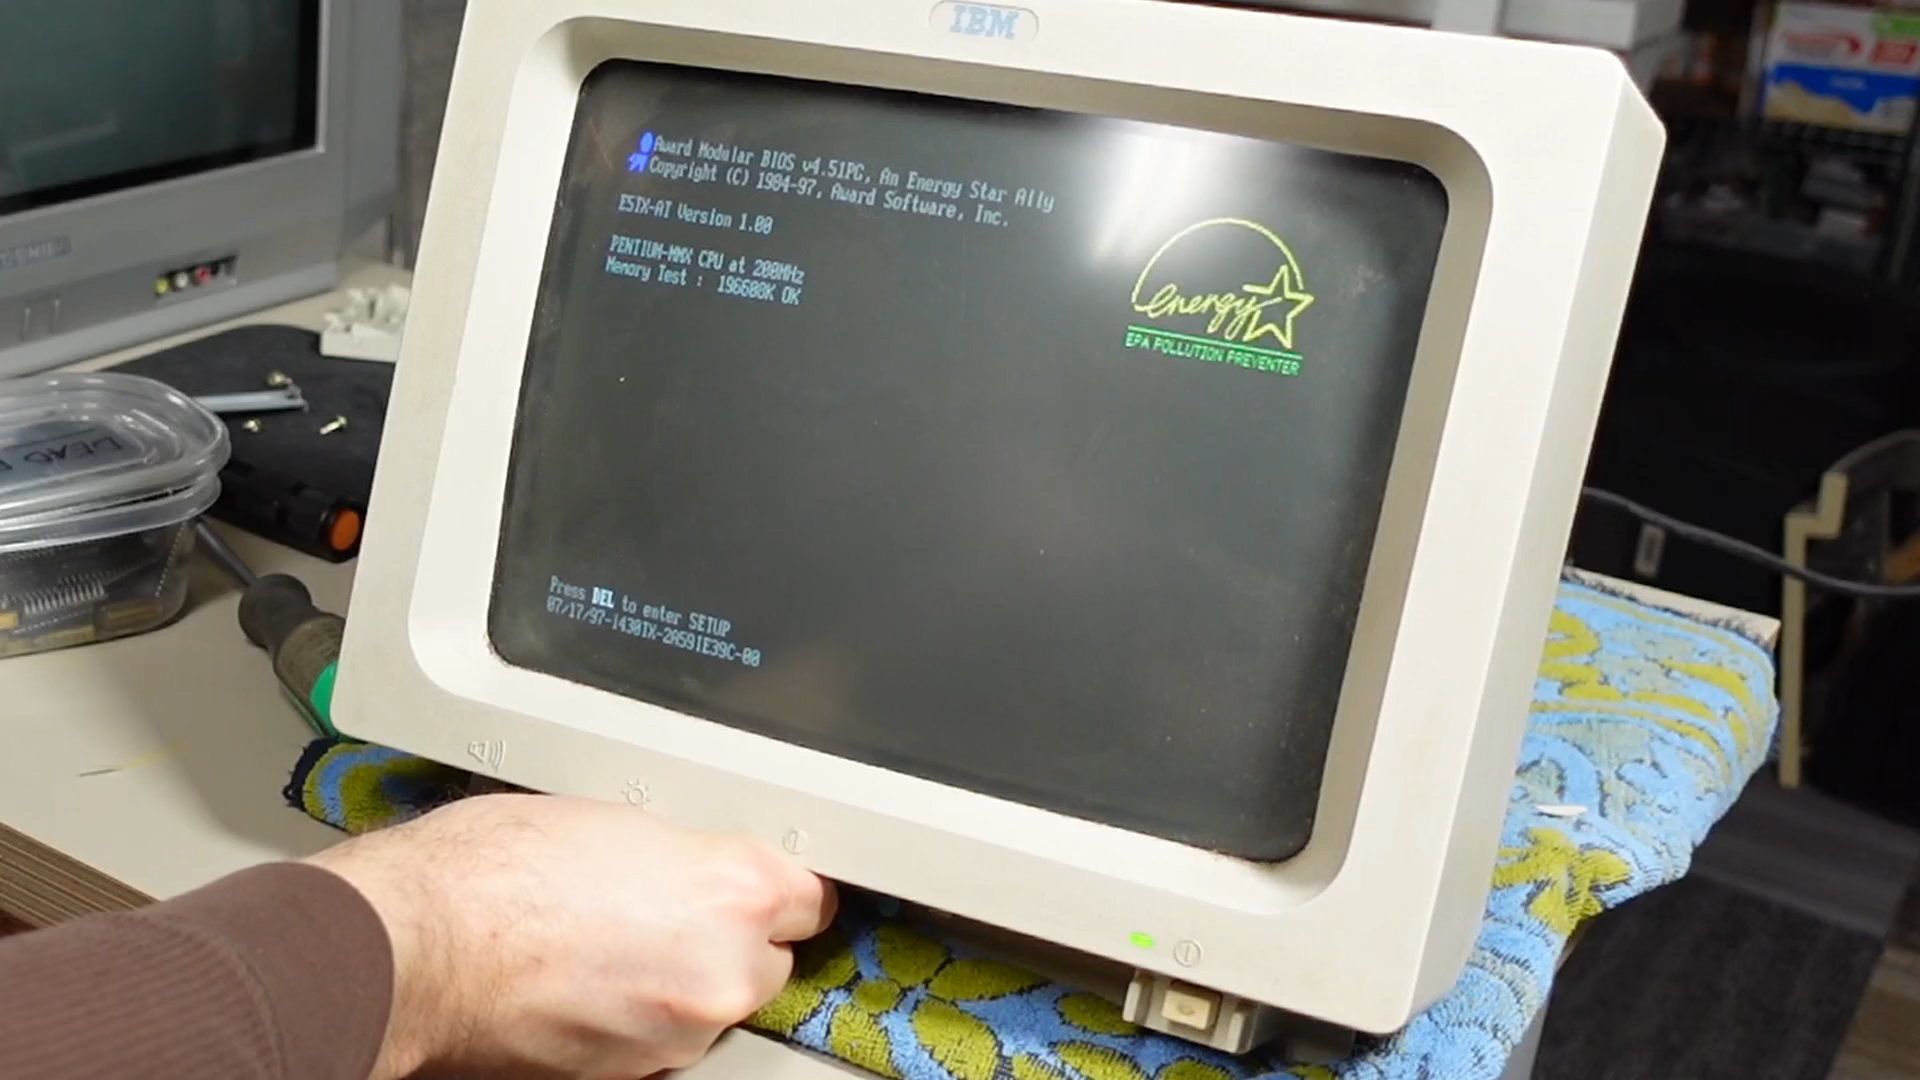 IBM
Award Modular BIOS v4.51PG, An Energy Star Ally
Copyright (C) 1984-97, Award Software, Inc.
ESTX-AT Version 1.00
PENTIUM-MMX CPU at 200MHz
Memory Test : 196608K OK
energy
EPA POLLUTION PREVENTER
Press DEL to enter SETUP
07/17/97-i430TX-2A59IE39C-00
DEAD